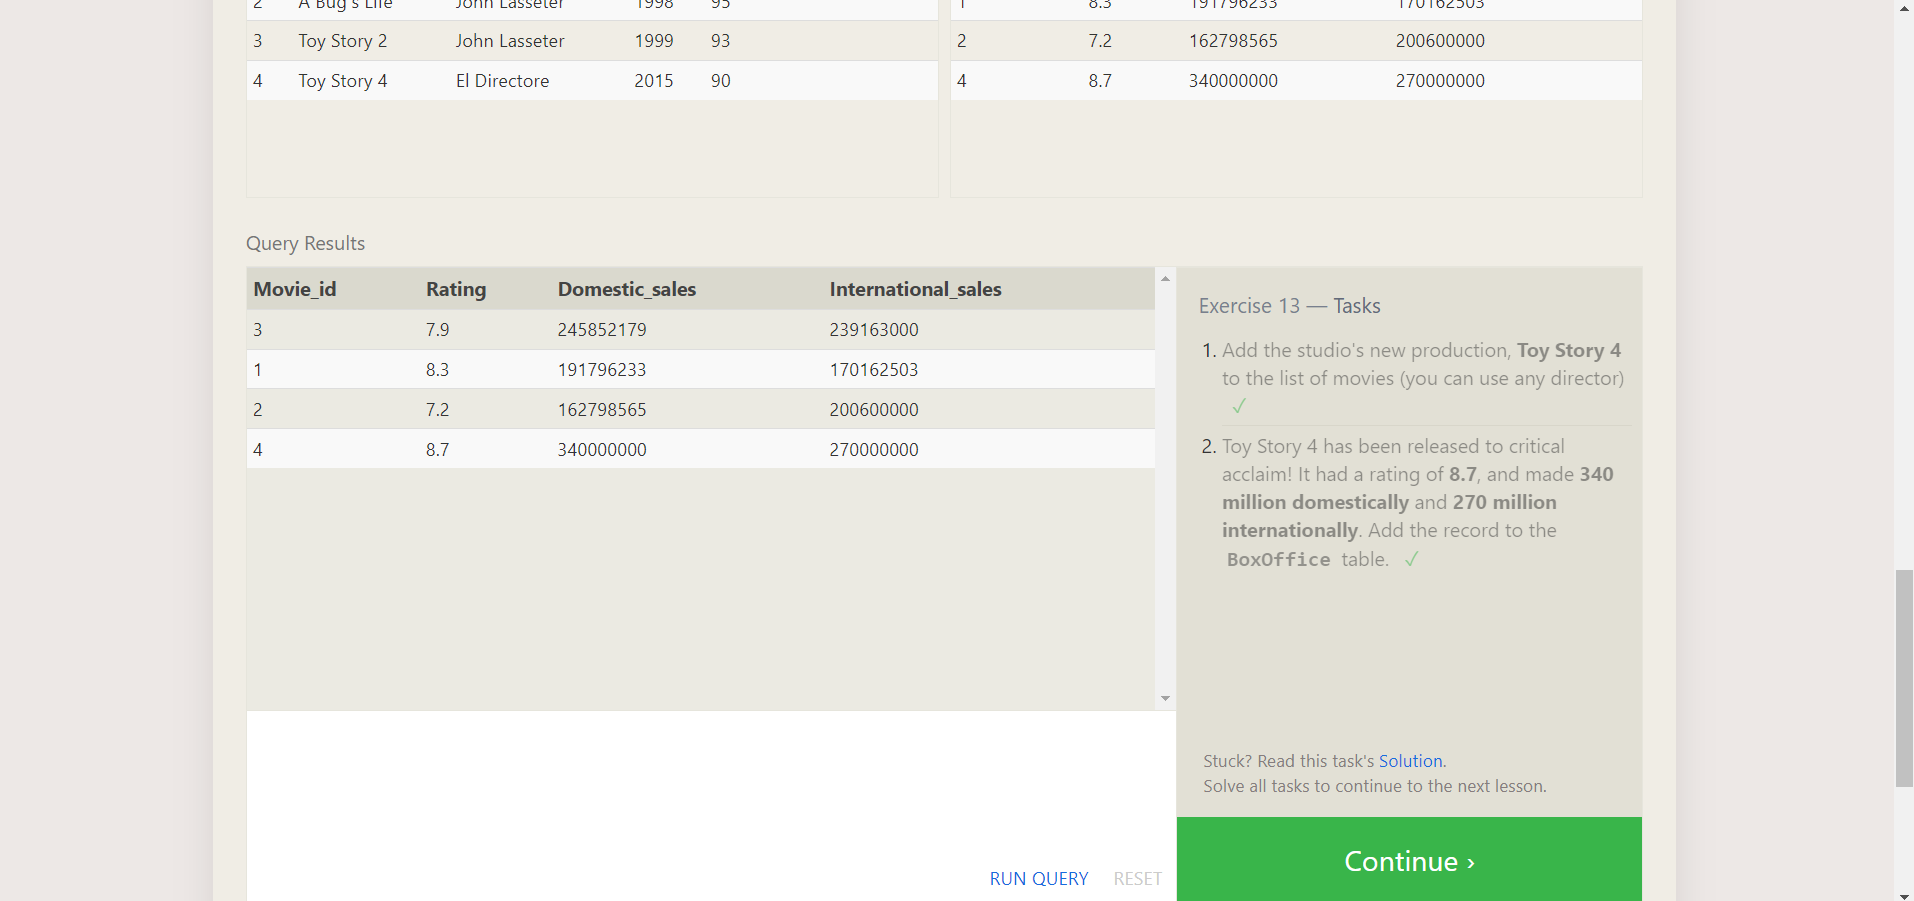 2 A Bug's Life John Lasseter 1998 95
3 Toy Story 2 John Lasseter 1999 93
4 Toy Story 4 El Directore 2015 90
1 8.3 191796233 170162503
2 7.2 162798565 200600000
4 8.7 340000000 270000000
Query Results
Movie_id Rating Domestic_sales International_sales
3 7.9 245852179 239163000
1 8.3 191796233 170162503
2 7.2 162798565 200600000
4 8.7 340000000 270000000
RUN QUERY RESET
Exercise 13 — Tasks
1. Add the studio's new production, Toy Story 4
to the list of movies (you can use any director)
✓
2. Toy Story 4 has been released to critical
acclaim! It had a rating of 8.7, and made 340
million domestically and 270 million
internationally. Add the record to the
BoxOffice table. ✓
Stuck? Read this task's Solution.
Solve all tasks to continue to the next lesson.
Continue ›